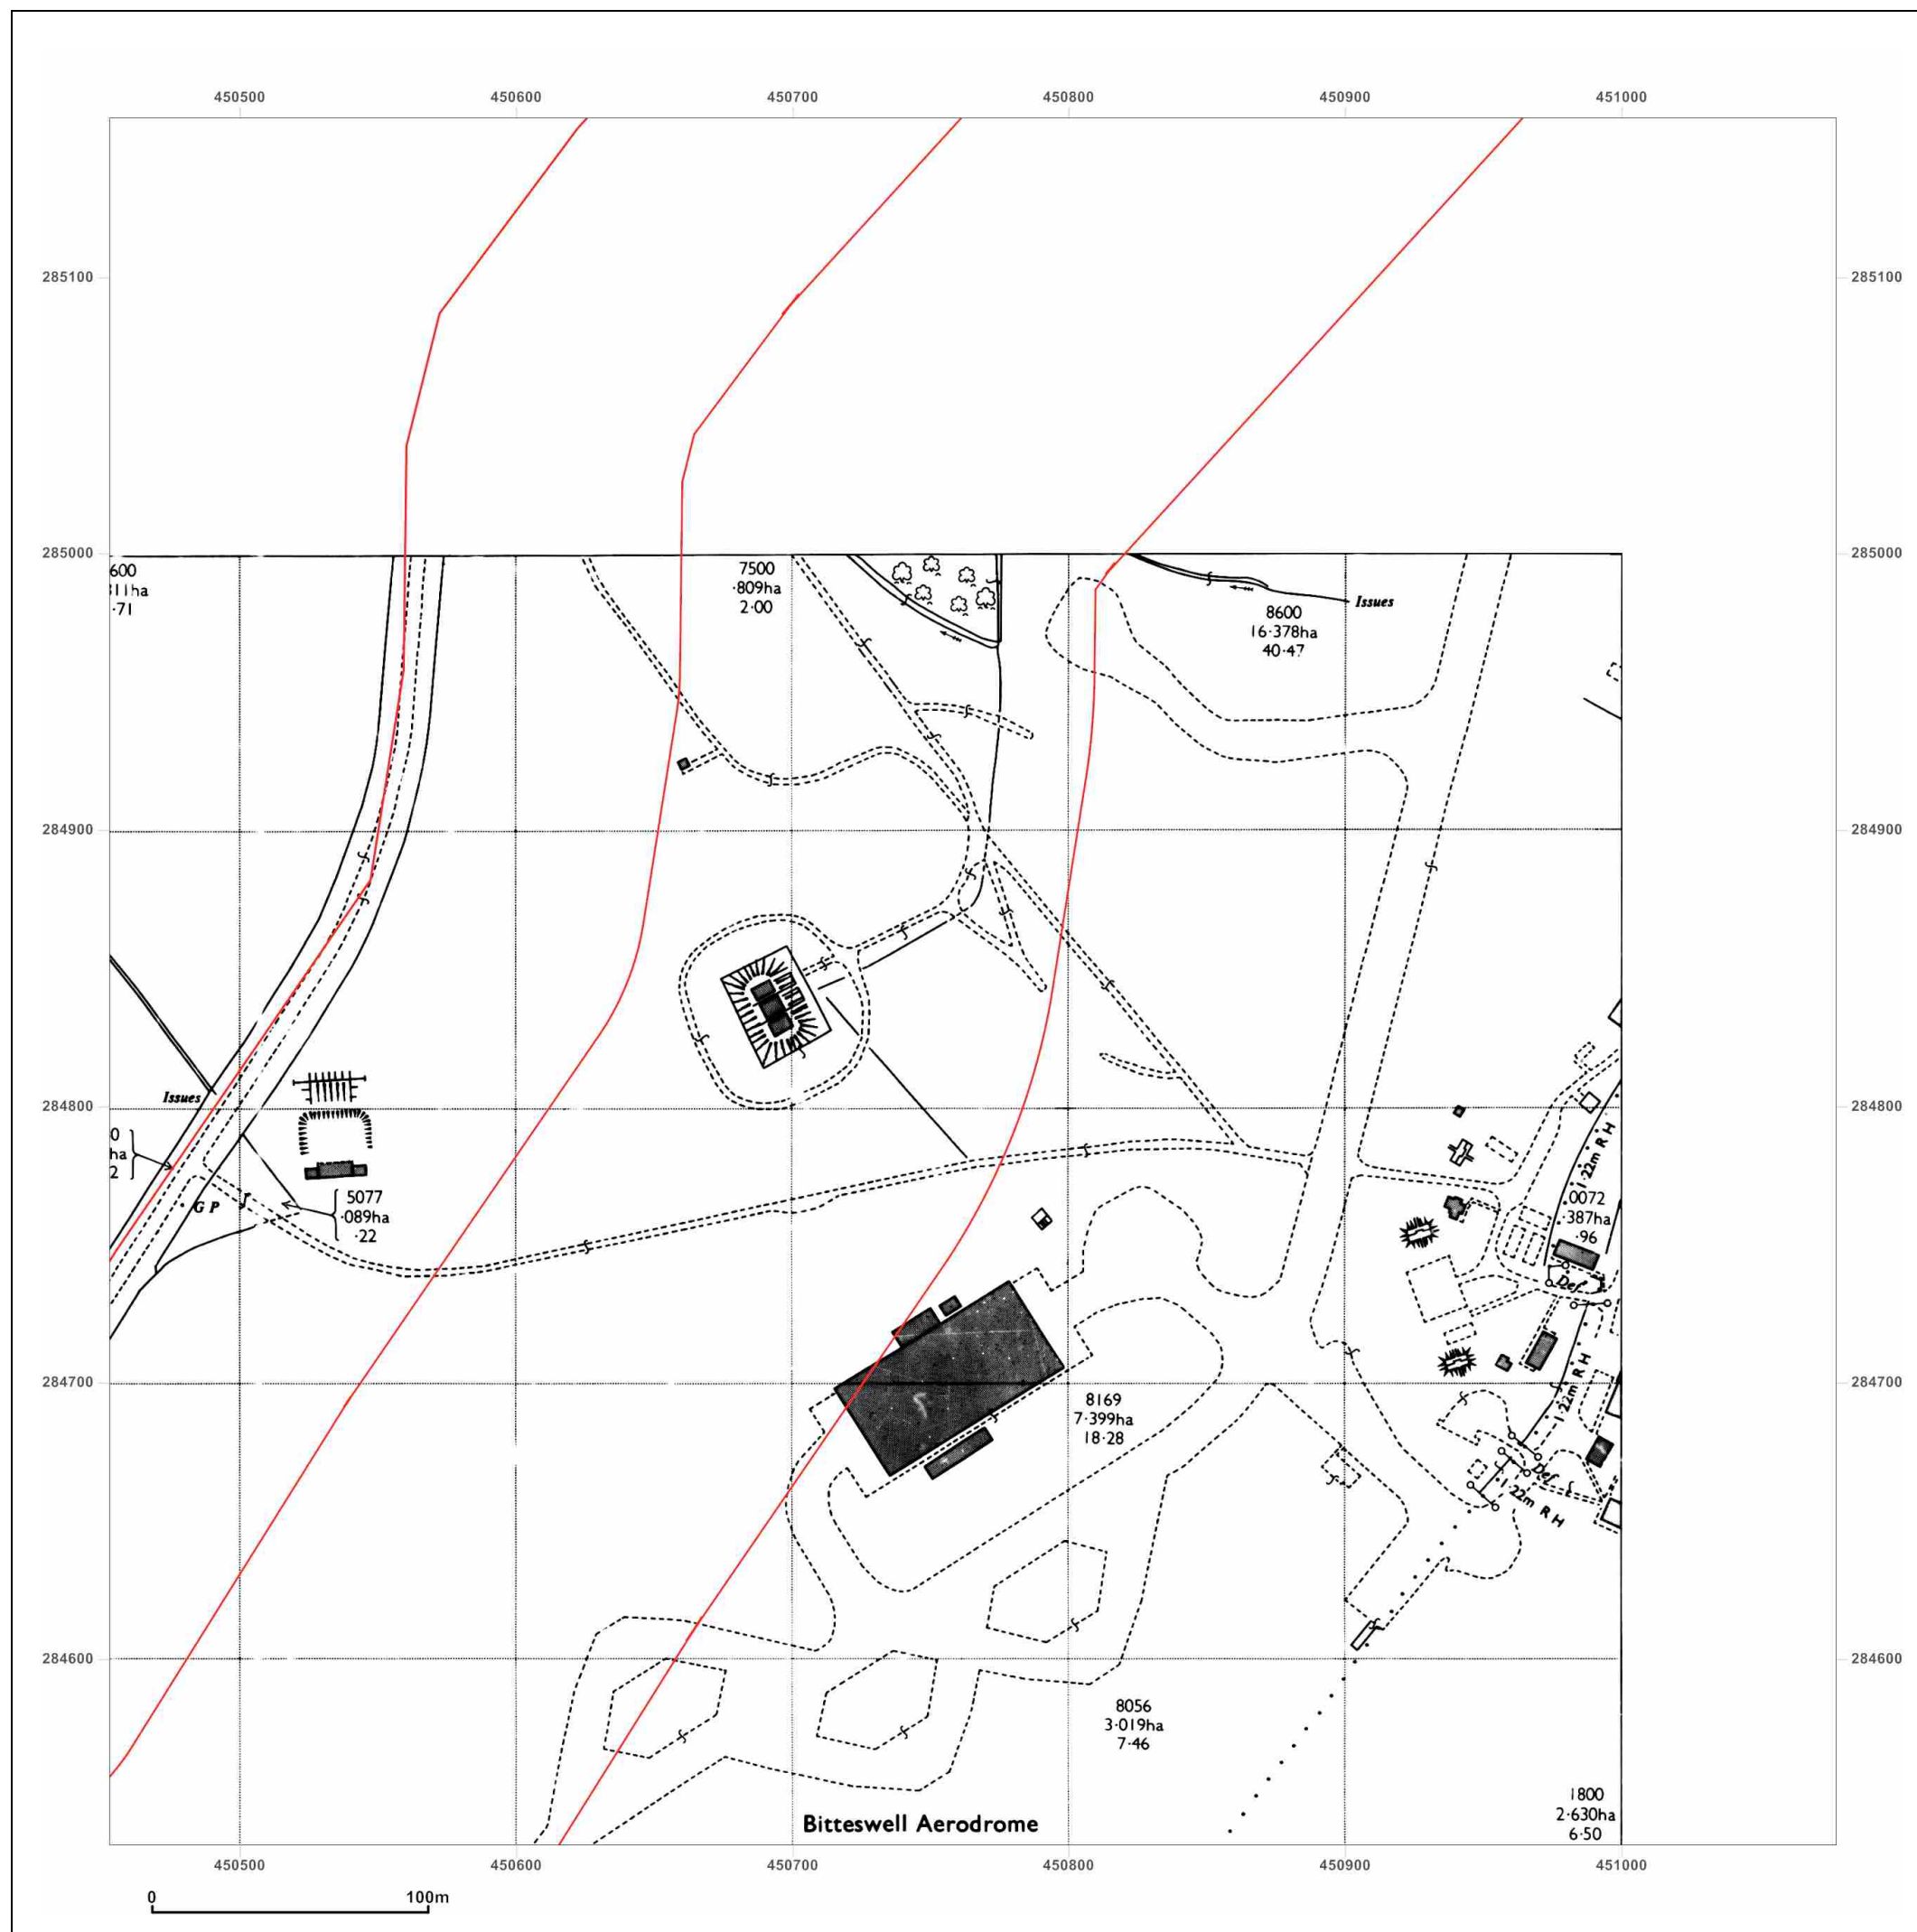 450500 450600 450700 450800 450900 451000
285100 285100
285000 285000
600
11ha
·71
7500
·809ha
2·00
Issues
8600
16·378ha
40·47
284900 284900
Issues
284800 284800
0
ha
2
G P
5077
·089ha
·22
1·22m R H
0072
·387ha
·96
Def
284700 284700
8169
7·399ha
18·28
1·22m R H
Def
1·22m R H
284600 284600
8056
3·019ha
7·46
1800
2·630ha
6·50
Bitteswell Aerodrome
450500 450600 450700 450800 450900 451000
0 100m